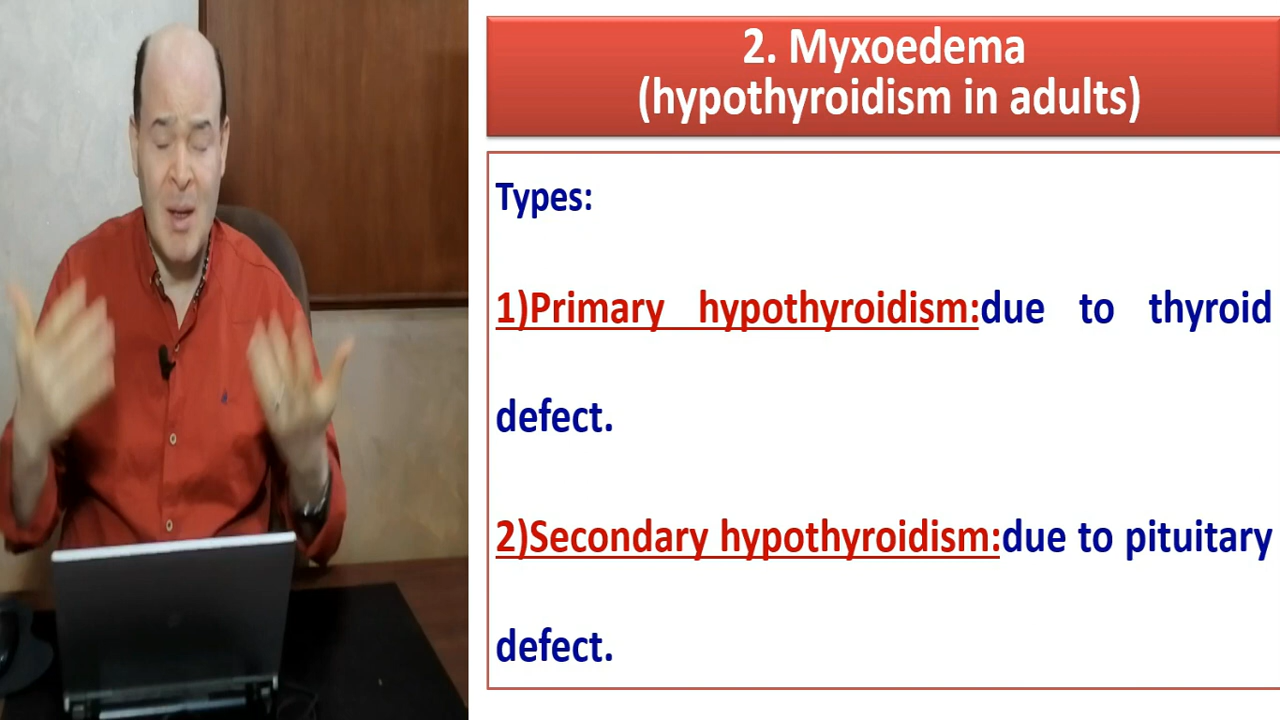 2. Myxoedema
(hypothyroidism in adults)
Types:
1)Primary hypothyroidism:due to thyroid
defect.
2)Secondary hypothyroidism:due to pituitary
defect.